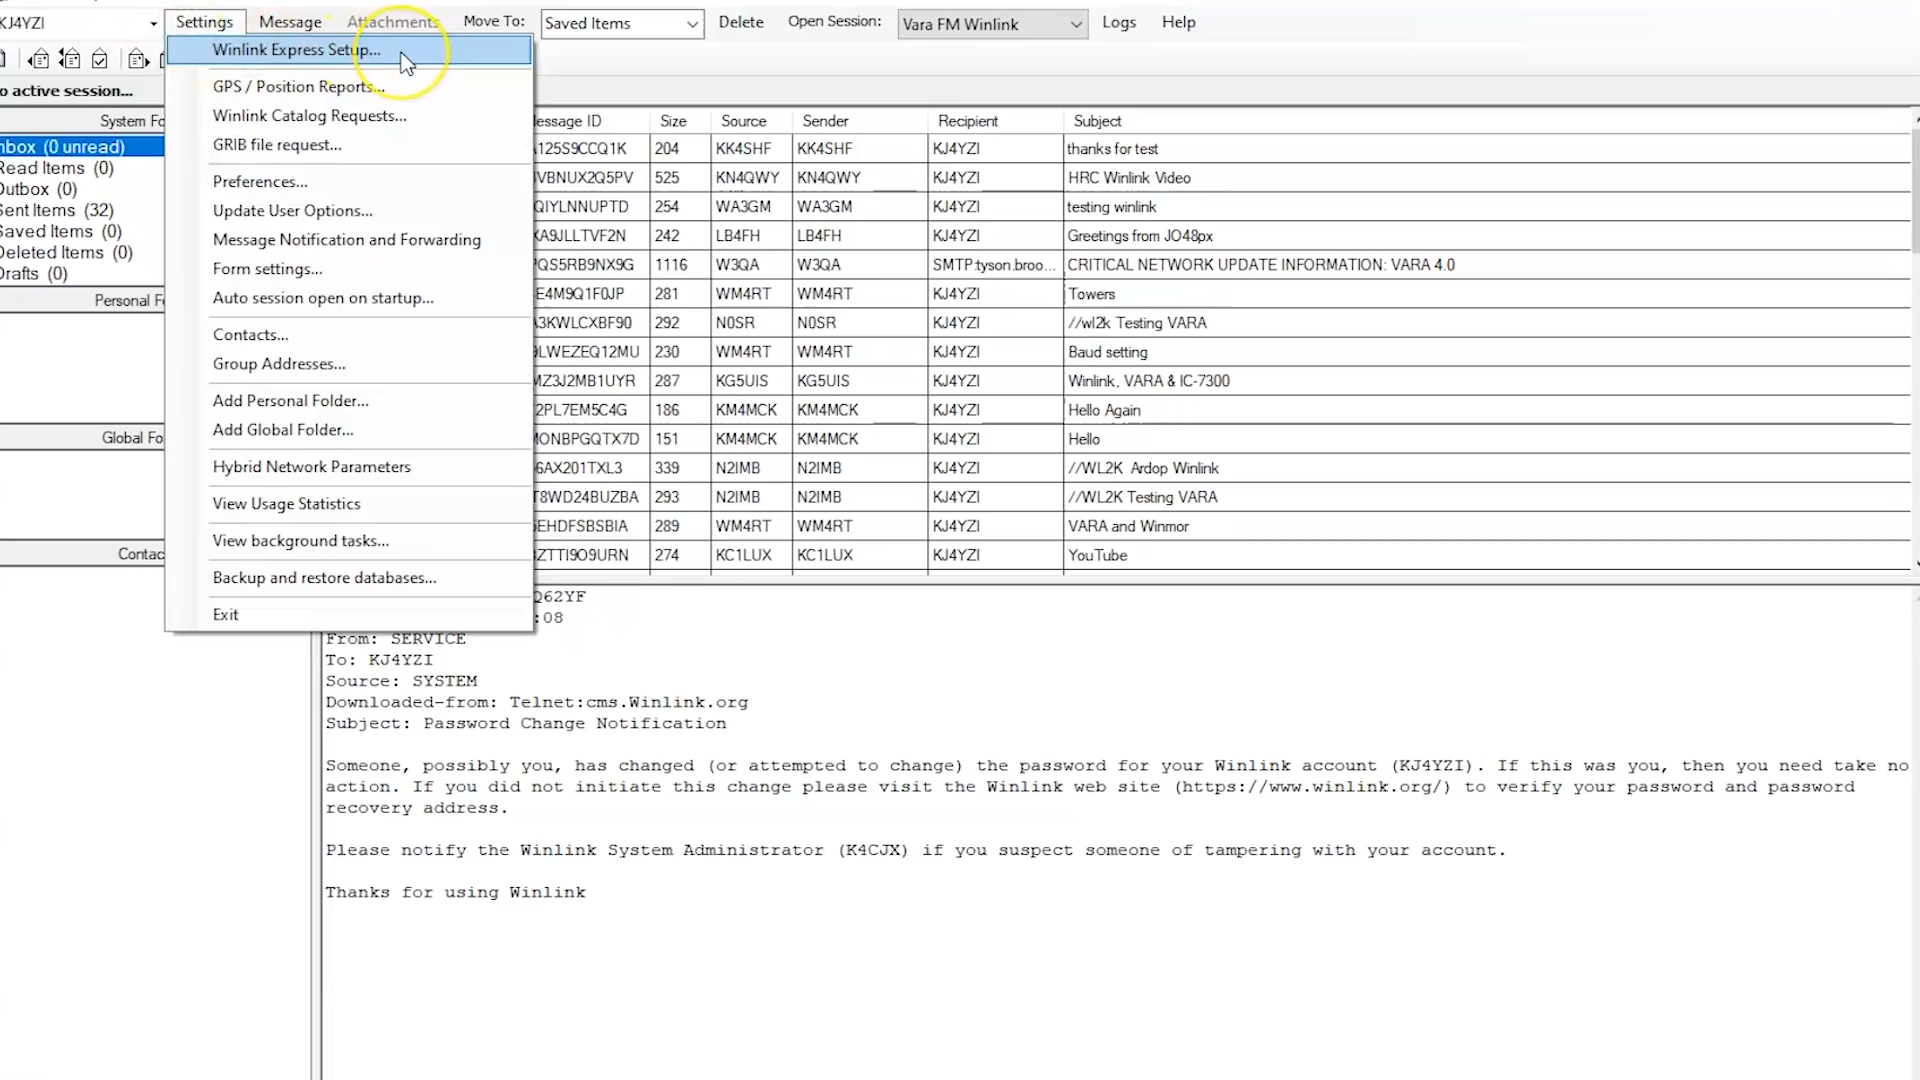 KJ4YZI Settings Message Attachments Move To: Saved Items Delete Open Session: Vara FM Winlink Logs Help
o active session...
System Fo
nbox (0 unread)
Read Items (0)
Outbox (0)
Sent Items (32)
Saved Items (0)
Deleted Items (0)
Drafts (0)
Personal F
Global Fo
Contac
Winlink Express Setup...
GPS / Position Reports...
Winlink Catalog Requests...
GRIB file request...
Preferences...
Update User Options...
Message Notification and Forwarding
Form settings...
Auto session open on startup...
Contacts...
Group Addresses...
Add Personal Folder...
Add Global Folder...
Hybrid Network Parameters
View Usage Statistics
View background tasks...
Backup and restore databases...
Exit
essage ID Size Source Sender Recipient Subject
125S9CCQ1K 204 KK4SHF KK4SHF KJ4YZI thanks for test
VBNUX2Q5PV 525 KN4QWY KN4QWY KJ4YZI HRC Winlink Video
QIYLNNUPTD 254 WA3GM WA3GM KJ4YZI testing winlink
A9JLLTVF2N 242 LB4FH LB4FH KJ4YZI Greetings from JO48px
QS5RB9NX9G 1116 W3QA W3QA SMTP:tyson.broo... CRITICAL NETWORK UPDATE INFORMATION: VARA 4.0
E4M9Q1F0JP 281 WM4RT WM4RT KJ4YZI Towers
3KWLCXBF90 292 N0SR N0SR KJ4YZI //wl2k Testing VARA
LWEZEQ12MU 230 WM4RT WM4RT KJ4YZI Baud setting
MZ3J2MB1UYR 287 KG5UIS KG5UIS KJ4YZI Winlink, VARA & IC-7300
2PL7EM5C4G 186 KM4MCK KM4MCK KJ4YZI Hello Again
ONBPGQTX7D 151 KM4MCK KM4MCK KJ4YZI Hello
6AX201TXL3 339 N2IMB N2IMB KJ4YZI //WL2K Ardop Winlink
T8WD24BUZBA 293 N2IMB N2IMB KJ4YZI //WL2K Testing VARA
EHDFSBSBIA 289 WM4RT WM4RT KJ4YZI VARA and Winmor
ZTTI9O9URN 274 KC1LUX KC1LUX KJ4YZI YouTube
Q62YF
:08
From: SERVICE
To: KJ4YZI
Source: SYSTEM
Downloaded-from: Telnet:cms.Winlink.org
Subject: Password Change Notification
Someone, possibly you, has changed (or attempted to change) the password for your Winlink account (KJ4YZI). If this was you, then you need take no
action. If you did not initiate this change please visit the Winlink web site (https://www.winlink.org/) to verify your password and password
recovery address.
Please notify the Winlink System Administrator (K4CJX) if you suspect someone of tampering with your account.
Thanks for using Winlink